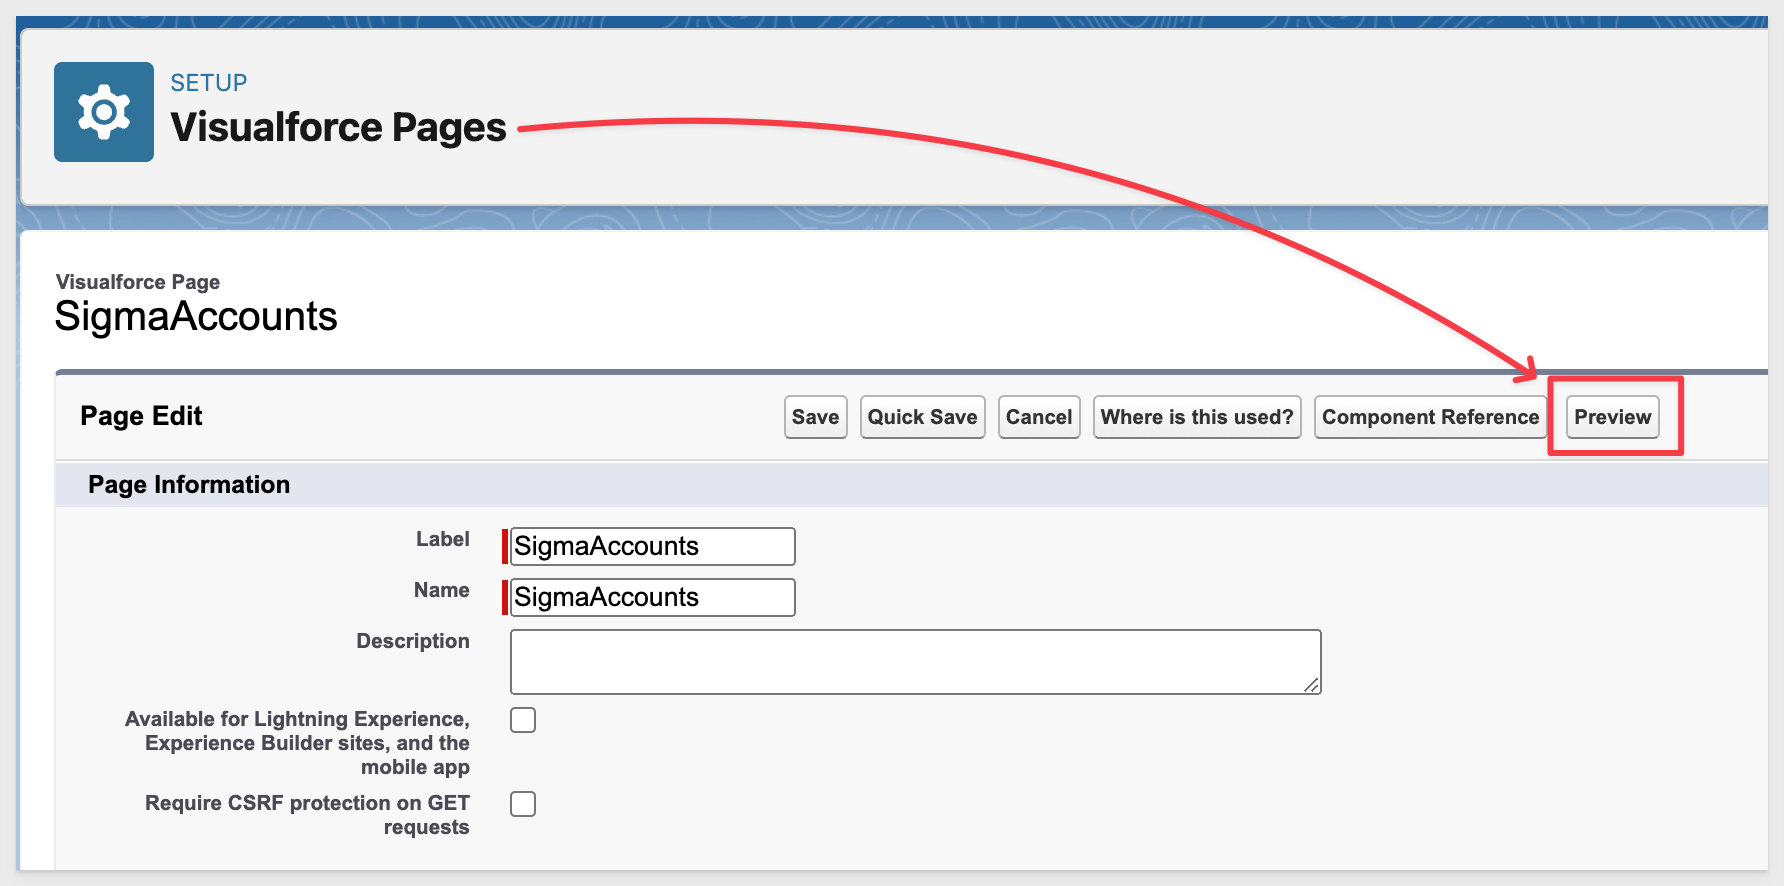 SETUP
Visualforce Pages
Visualforce Page
SigmaAccounts
Page Edit
Save
Quick Save
Cancel
Where is this used?
Component Reference
Preview
Page Information
Label
SigmaAccounts
Name
SigmaAccounts
Description
Available for Lightning Experience,
Experience Builder sites, and the
mobile app
Require CSRF protection on GET
requests